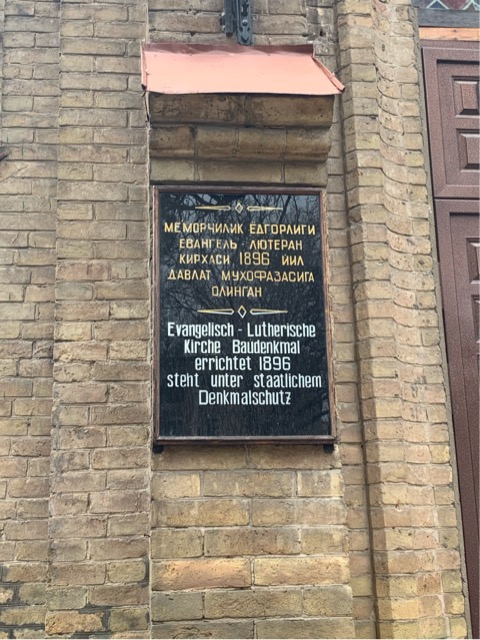 МЕМОРЧИЛИК ЁДГОРЛИГИ
ЕВАНГЕЛЬ - ЛЮТЕРАН
КИРХАСИ 1896 ЙИЛ
ДАВЛАТ МУХОФАЗАСИГА
ОЛИНГАН
Evangelisch - Lutherische
Kirche Baudenkmal
errichtet 1896
steht unter staatlichem
Denkmalschutz